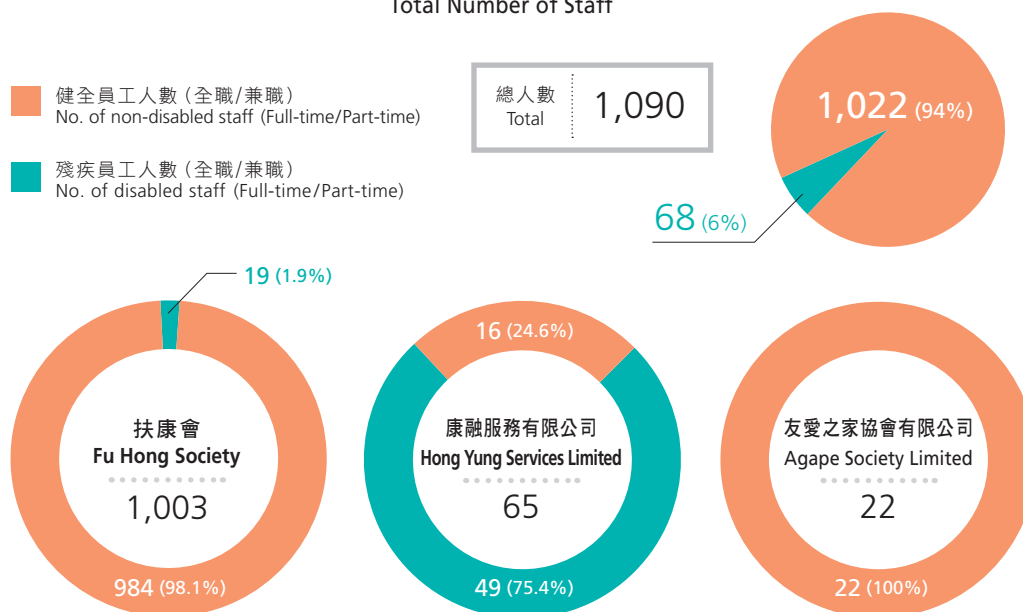 Total Number of Staff
健全員工人數 (全職/兼職)
No. of non-disabled staff (Full-time/Part-time)
殘疾員工人數 (全職/兼職)
No. of disabled staff (Full-time/Part-time)
總人數
Total
1,090
1,022 (94%)
68 (6%)
19 (1.9%)
扶康會
Fu Hong Society
1,003
984 (98.1%)
16 (24.6%)
康融服務有限公司
Hong Yung Services Limited
65
49 (75.4%)
友愛之家協會有限公司
Agape Society Limited
22
22 (100%)